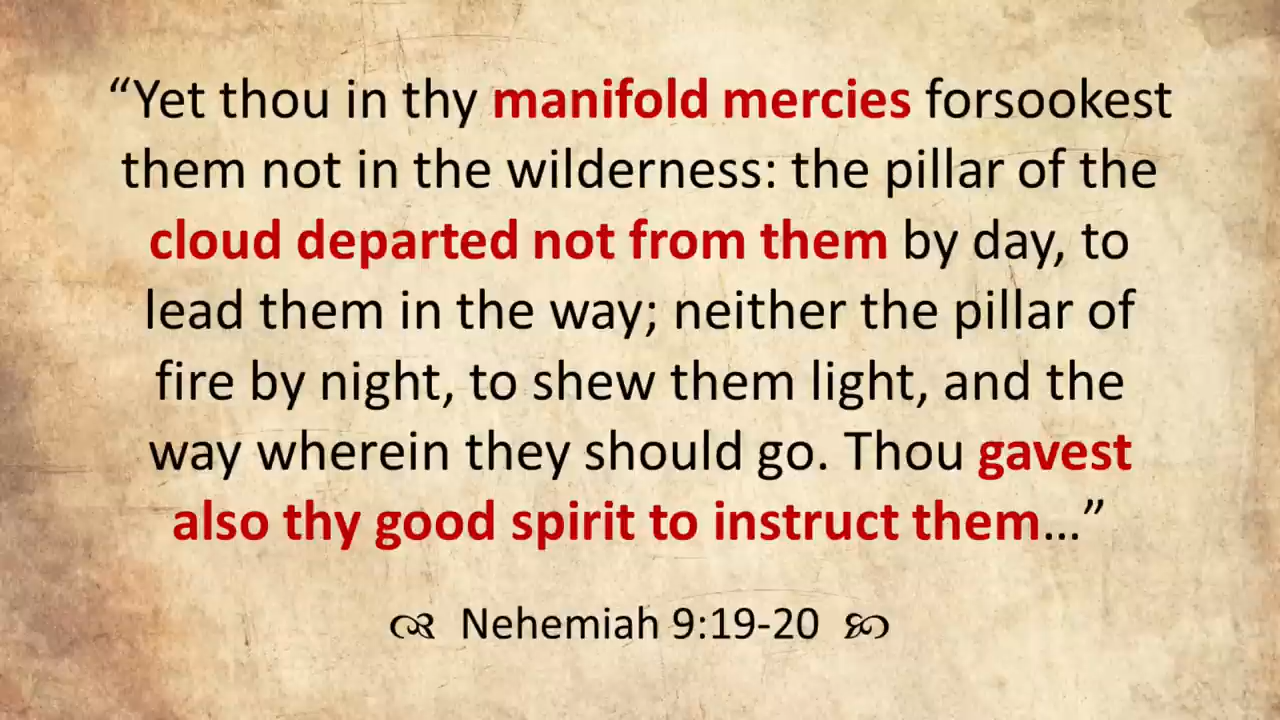 “Yet thou in thy manifold mercies forsookest
them not in the wilderness: the pillar of the
cloud departed not from them by day, to
lead them in the way; neither the pillar of
fire by night, to shew them light, and the
way wherein they should go. Thou gavest
also thy good spirit to instruct them…”
Nehemiah 9:19-20